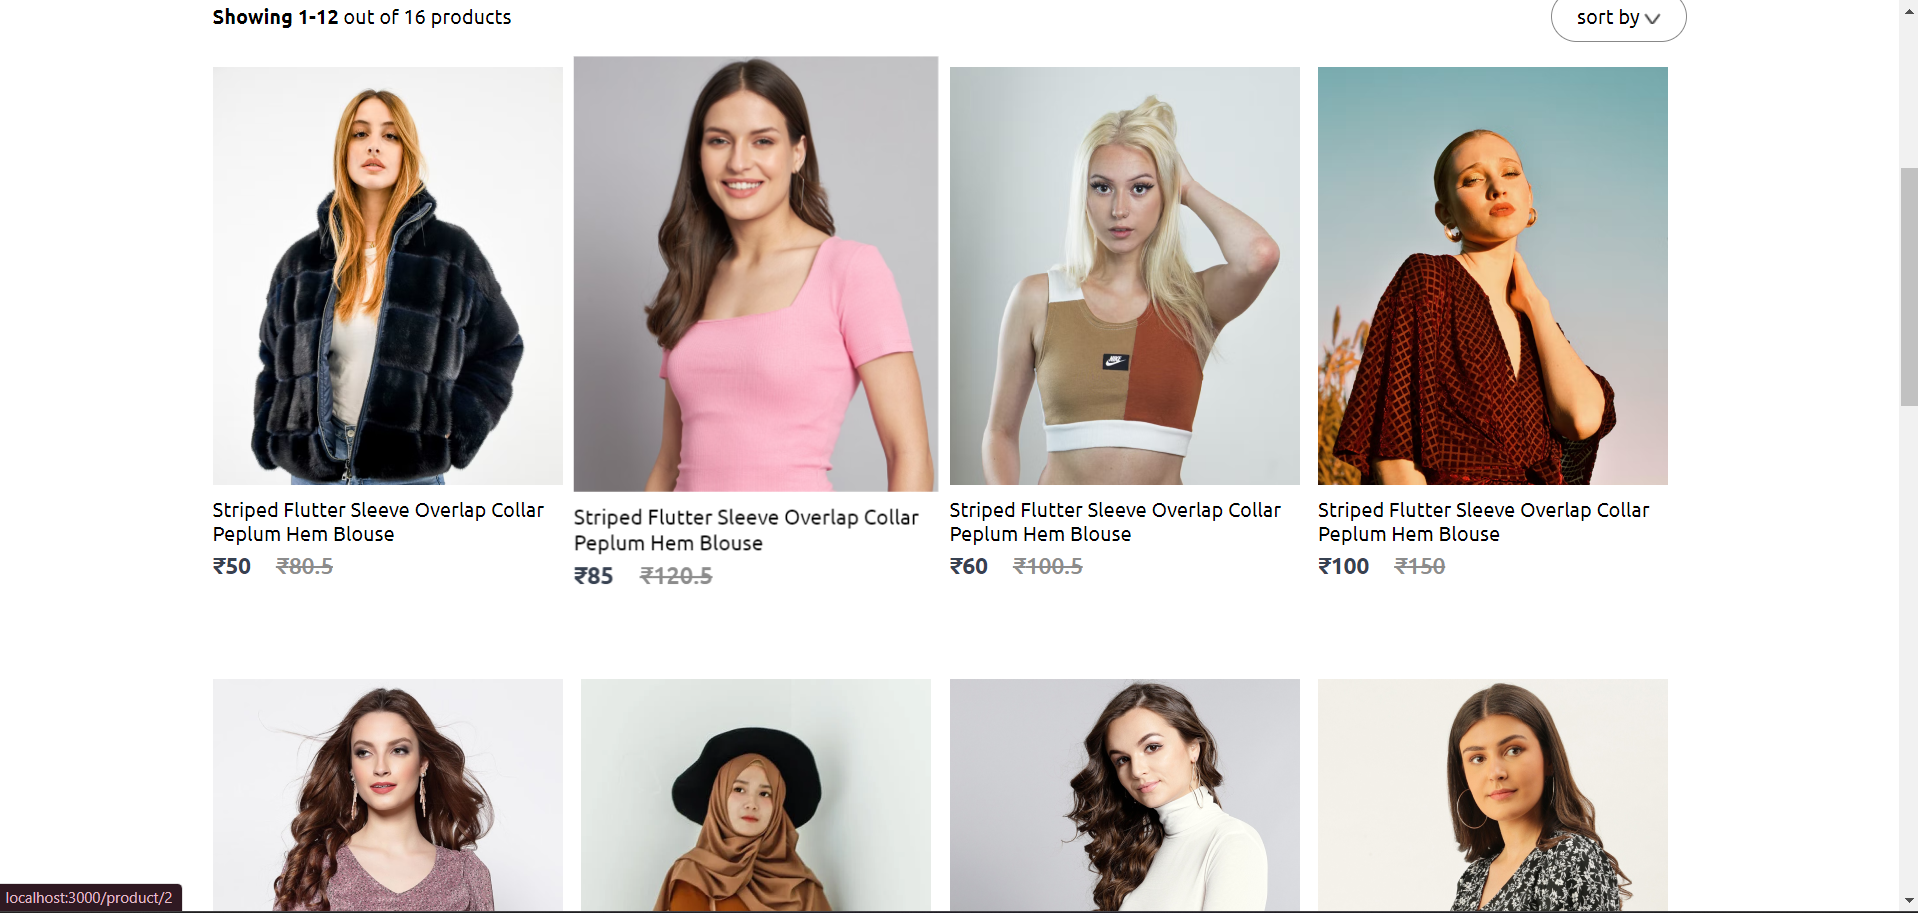 Showing 1-12 out of 16 products
sort by
NIKE
Striped Flutter Sleeve Overlap Collar
Peplum Hem Blouse
₹50 ₹80.5
Striped Flutter Sleeve Overlap Collar
Peplum Hem Blouse
₹85 ₹120.5
Striped Flutter Sleeve Overlap Collar
Peplum Hem Blouse
₹60 ₹100.5
Striped Flutter Sleeve Overlap Collar
Peplum Hem Blouse
₹100 ₹150
localhost:3000/product/2